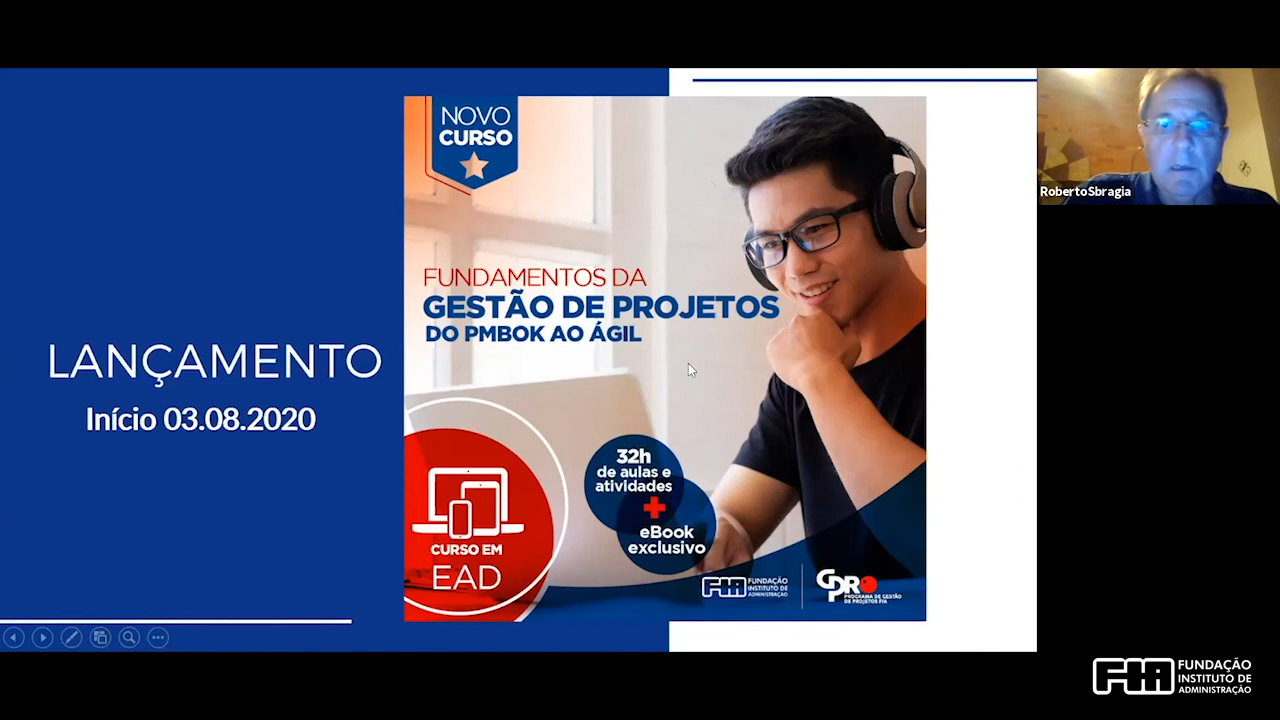 LANÇAMENTO
Início 03.08.2020
NOVO
CURSO
FUNDAMENTOS DA
GESTÃO DE PROJETOS
DO PMBOK AO ÁGIL
32h
de aulas e
atividades
+
eBook
exclusivo
CURSO EM
EAD
FIA FUNDAÇÃO
INSTITUTO DE
ADMINISTRAÇÃO
GPRO
PROGRAMA DE GESTÃO
DE PROJETOS FIA
RobertoSbragia
FIA FUNDAÇÃO
INSTITUTO DE
ADMINISTRAÇÃO